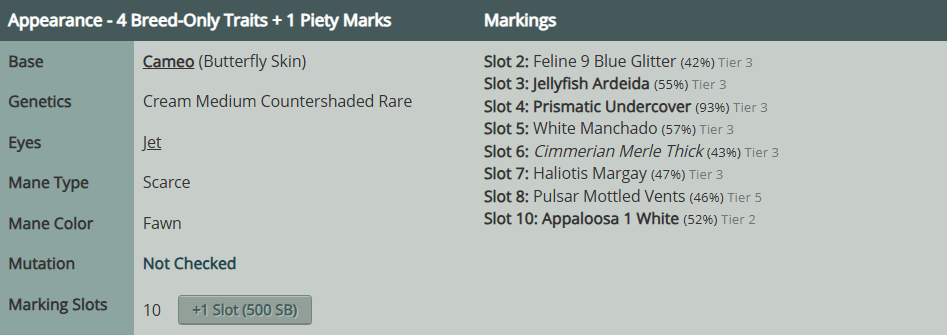 Appearance - 4 Breed-Only Traits + 1 Piety Marks
Base Cameo (Butterfly Skin)
Genetics Cream Medium Countershaded Rare
Eyes Jet
Mane Type Scarce
Mane Color Fawn
Mutation Not Checked
Marking Slots 10 +1 Slot (500 SB)
Markings
Slot 2: Feline 9 Blue Glitter (42%) Tier 3
Slot 3: Jellyfish Ardeida (55%) Tier 3
Slot 4: Prismatic Undercover (93%) Tier 3
Slot 5: White Manchado (57%) Tier 3
Slot 6: Cimmerian Merle Thick (43%) Tier 3
Slot 7: Haliotis Margay (47%) Tier 3
Slot 8: Pulsar Mottled Vents (46%) Tier 5
Slot 10: Appaloosa 1 White (52%) Tier 2